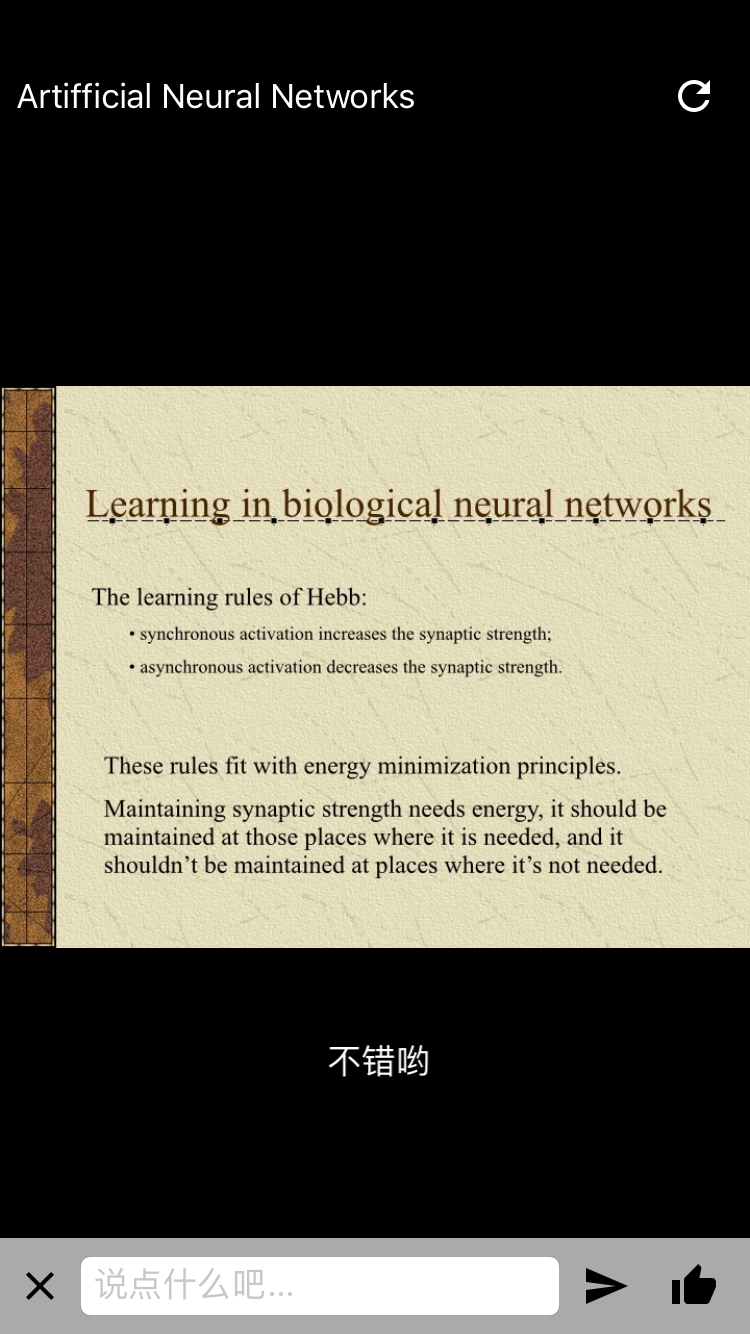 Artifficial Neural Networks
Learning in biological neural networks
The learning rules of Hebb:
• synchronous activation increases the synaptic strength;
• asynchronous activation decreases the synaptic strength.
These rules fit with energy minimization principles.
Maintaining synaptic strength needs energy, it should be
maintained at those places where it is needed, and it
shouldn’t be maintained at places where it’s not needed.
不错哟
说点什么吧...